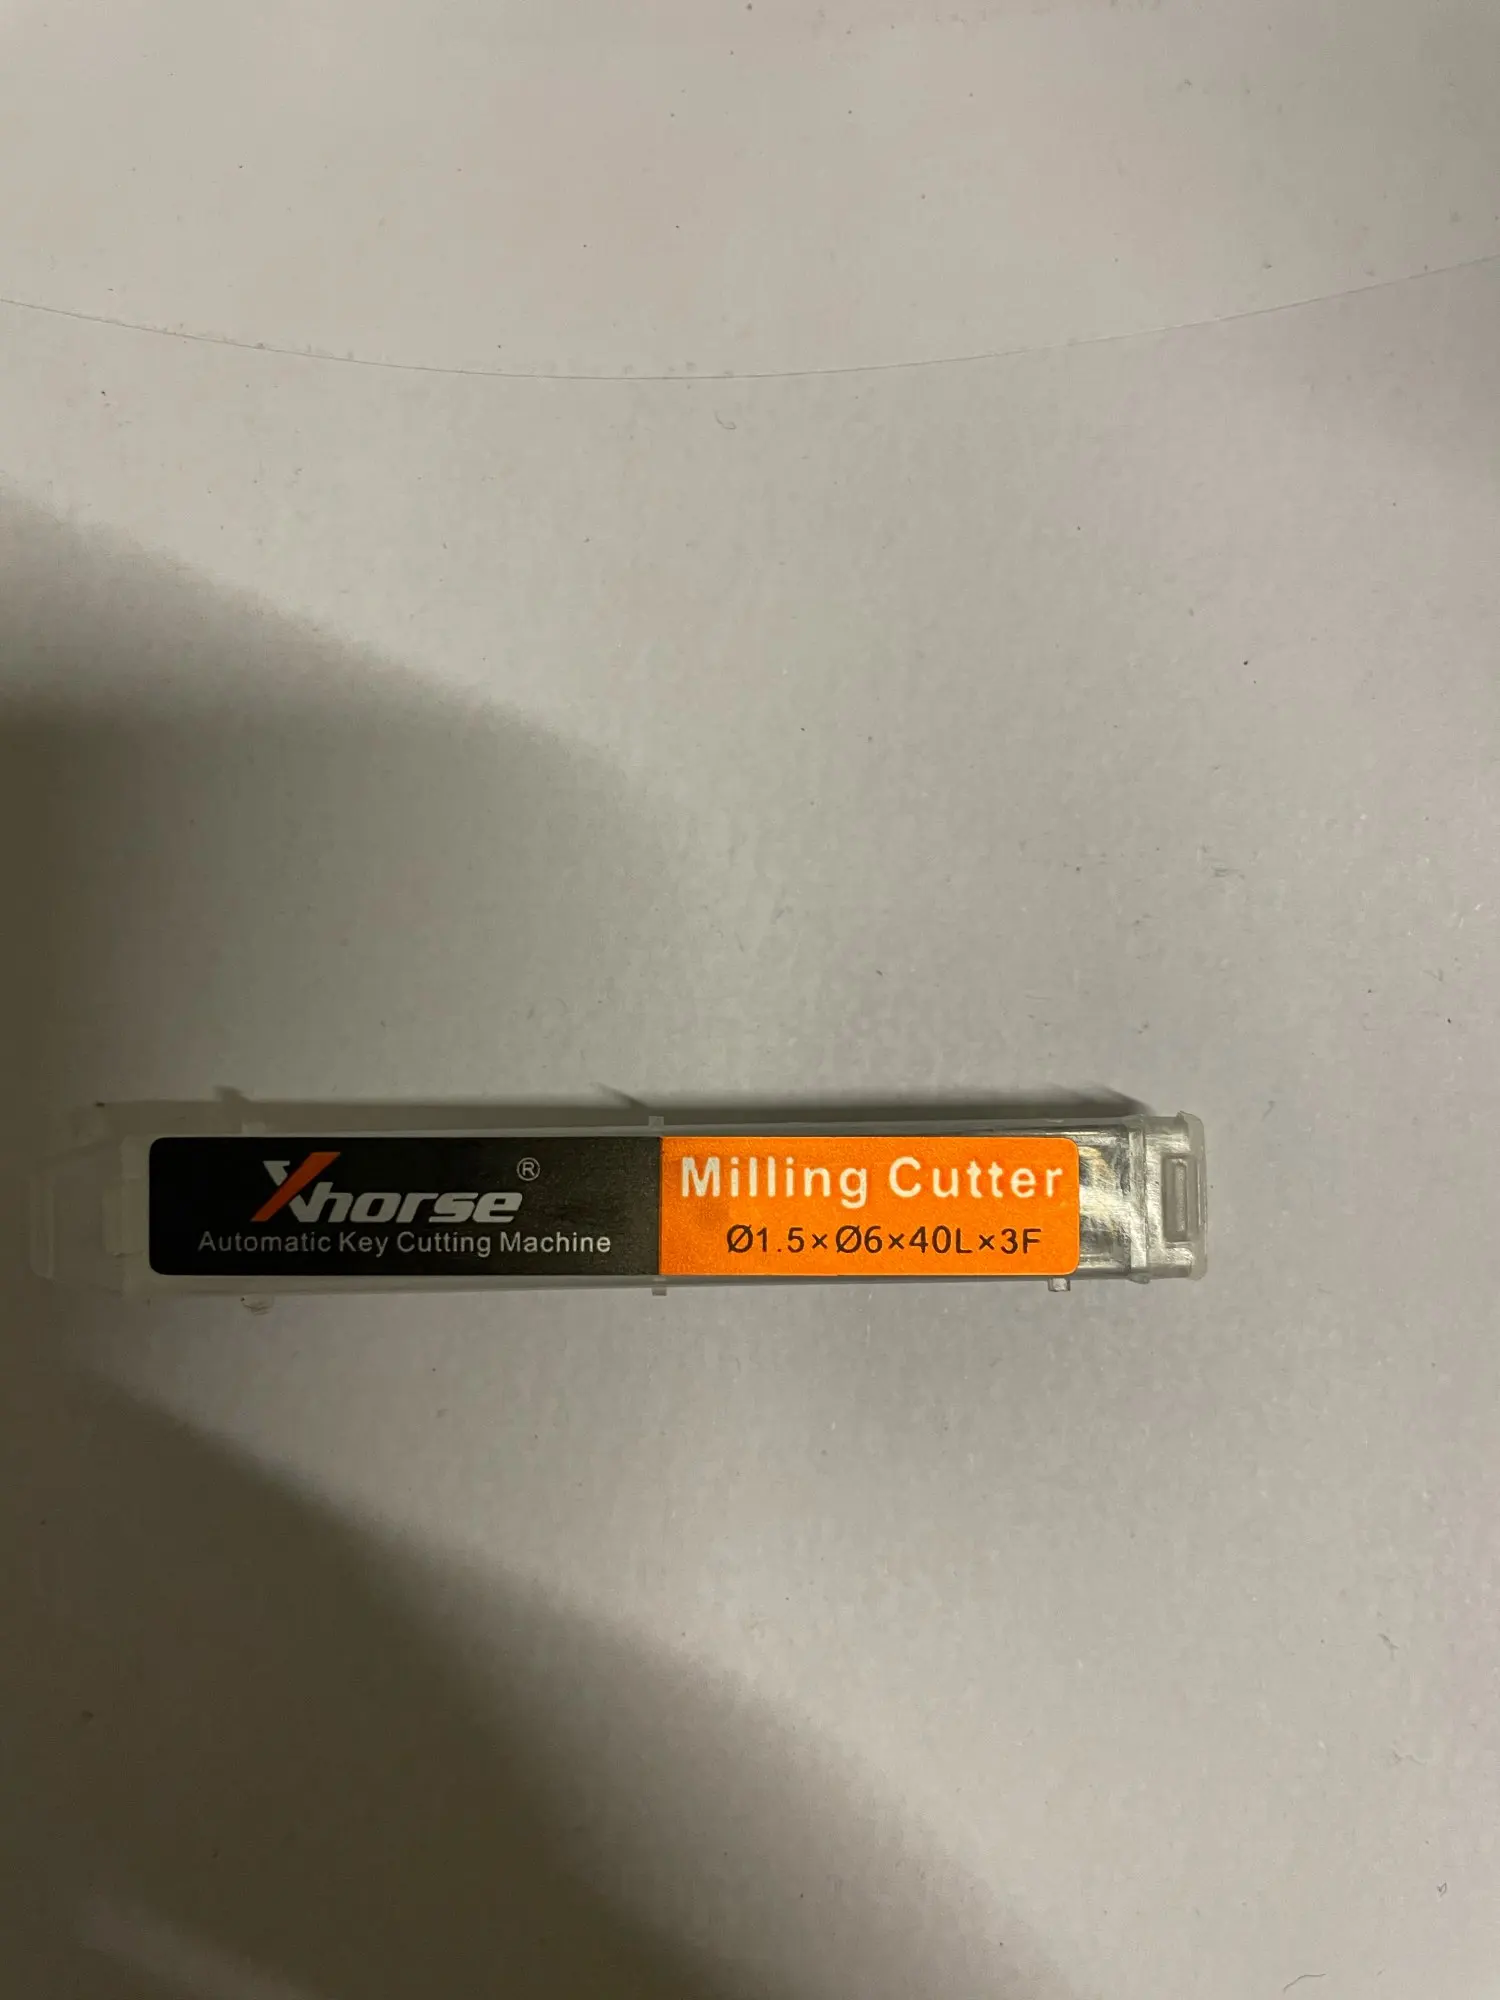 Xhorse®
Automatic Key Cutting Machine
Milling Cutter
Ø1.5×Ø6×40L×3F